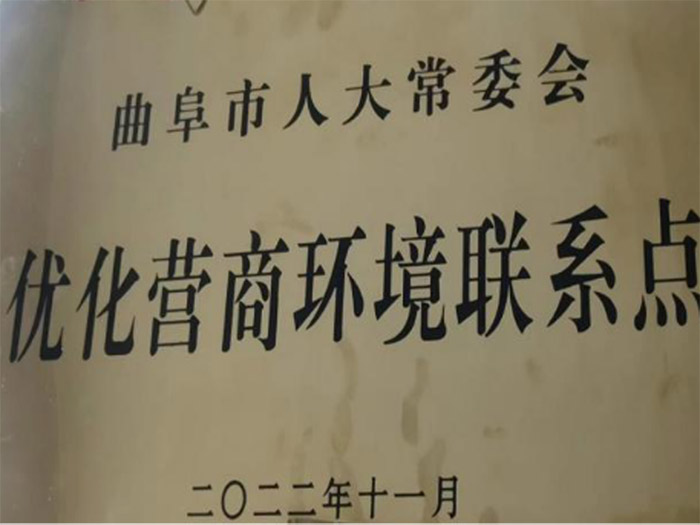 曲阜市人大常委会
优化营商环境联系点
二〇二二年十一月